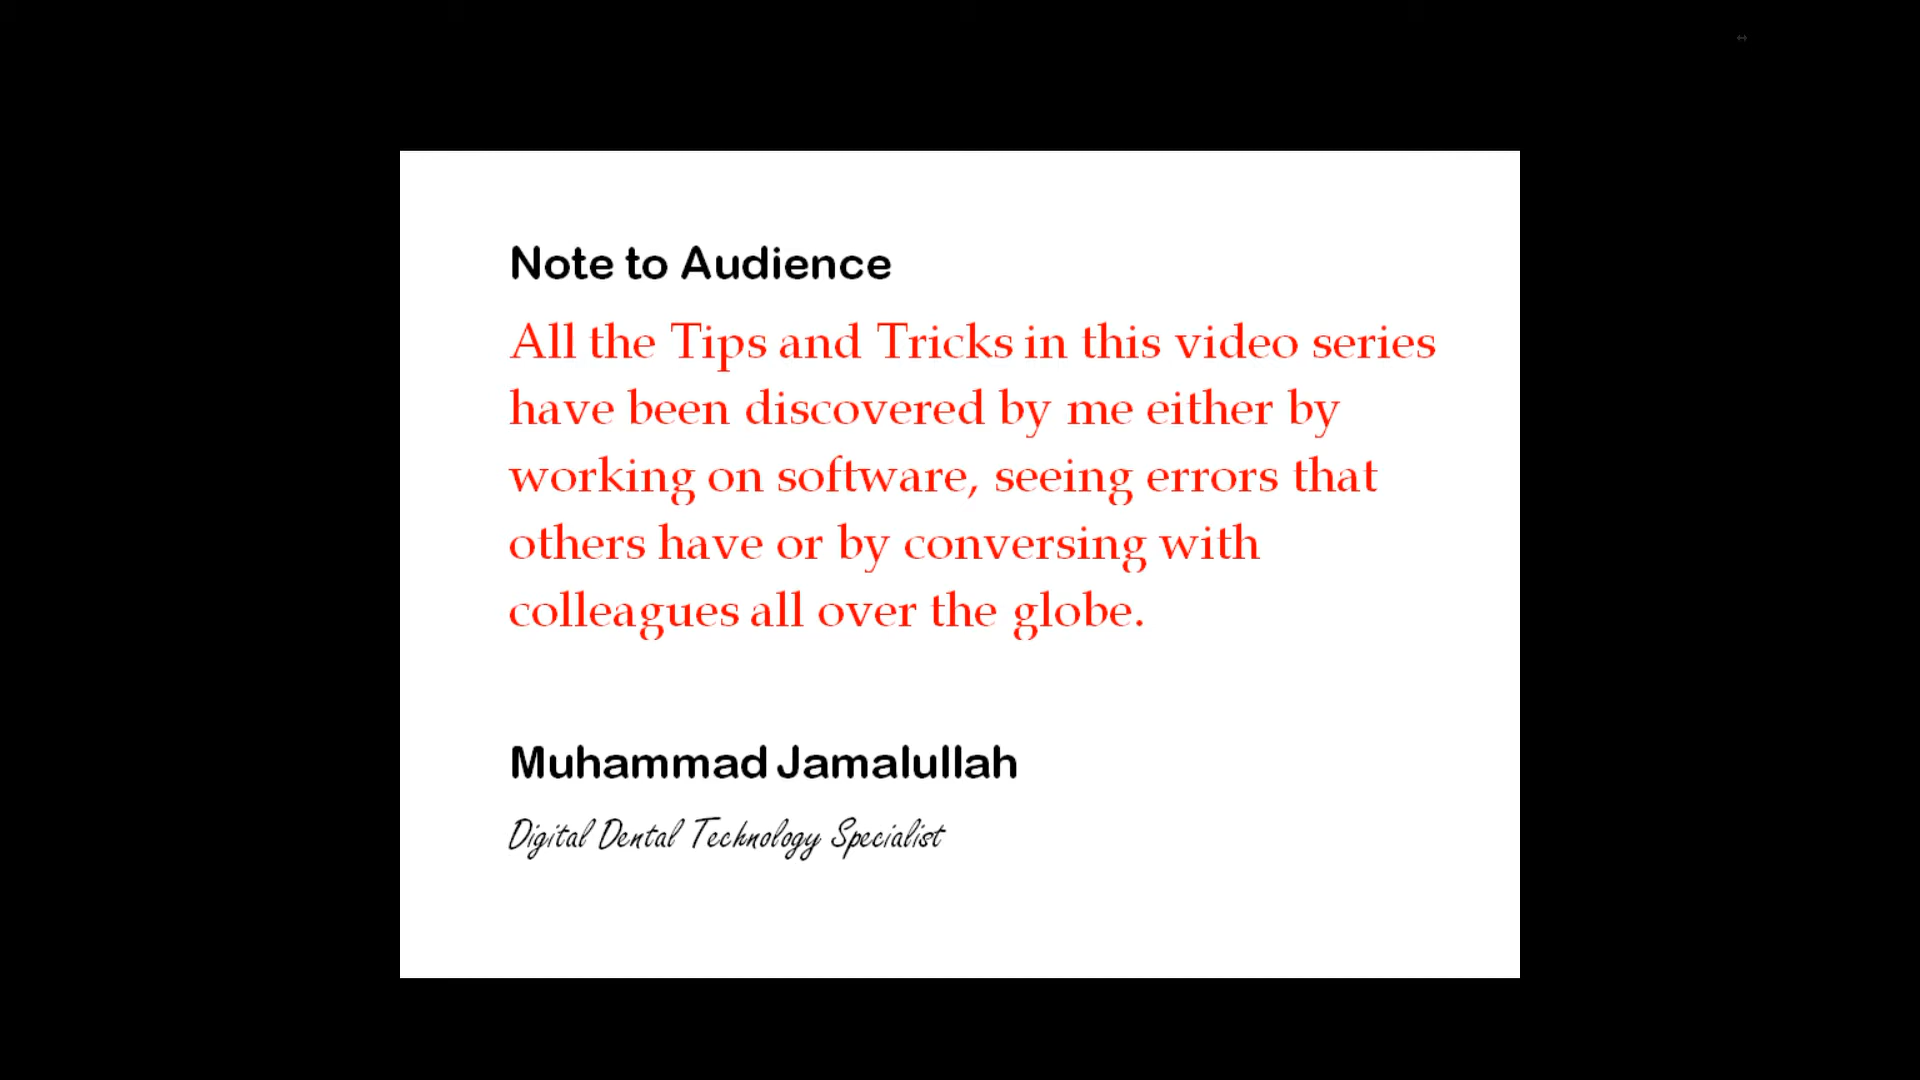 Note to Audience
All the Tips and Tricks in this video series
have been discovered by me either by
working on software, seeing errors that
others have or by conversing with
colleagues all over the globe.
Muhammad Jamalullah
Digital Dental Technology Specialist